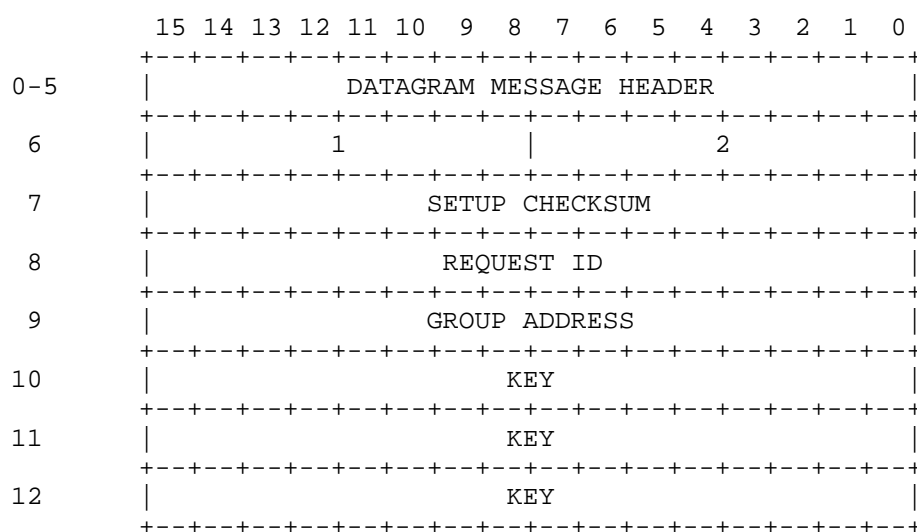 15 14 13 12 11 10 9 8 7 6 5 4 3 2 1 0
+--+--+--+--+--+--+--+--+--+--+--+--+--+--+--+--+
0-5 | DATAGRAM MESSAGE HEADER |
+--+--+--+--+--+--+--+--+--+--+--+--+--+--+--+--+
6 | 1 | 2 |
+--+--+--+--+--+--+--+--+--+--+--+--+--+--+--+--+
7 | SETUP CHECKSUM |
+--+--+--+--+--+--+--+--+--+--+--+--+--+--+--+--+
8 | REQUEST ID |
+--+--+--+--+--+--+--+--+--+--+--+--+--+--+--+--+
9 | GROUP ADDRESS |
+--+--+--+--+--+--+--+--+--+--+--+--+--+--+--+--+
10 | KEY |
+--+--+--+--+--+--+--+--+--+--+--+--+--+--+--+--+
11 | KEY |
+--+--+--+--+--+--+--+--+--+--+--+--+--+--+--+--+
12 | KEY |
+--+--+--+--+--+--+--+--+--+--+--+--+--+--+--+--+